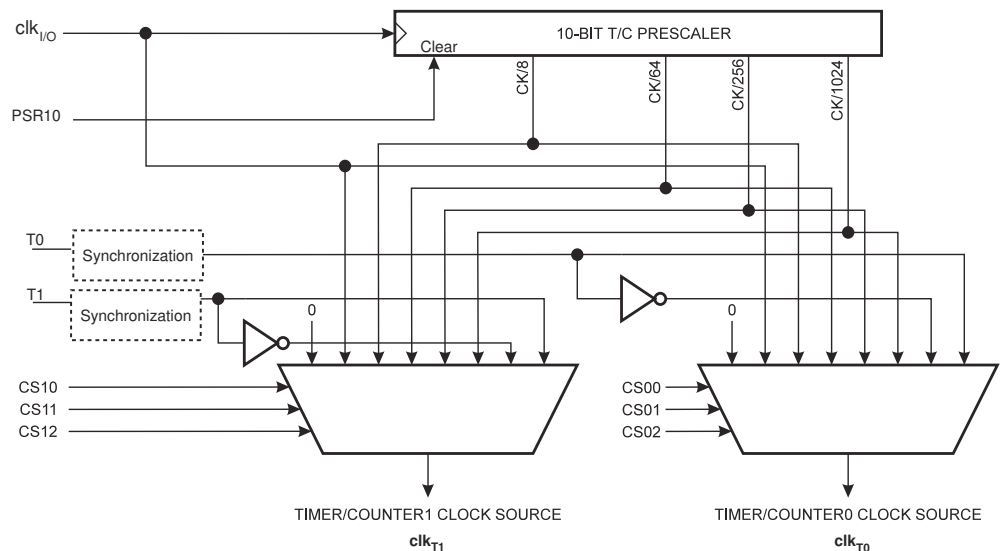 clkI/O
10-BIT T/C PRESCALER
Clear
PSR10
CK/8
CK/64
CK/256
CK/1024
T0
Synchronization
T1
Synchronization
0
0
CS10
CS11
CS12
CS00
CS01
CS02
TIMER/COUNTER1 CLOCK SOURCE
clkT1
TIMER/COUNTER0 CLOCK SOURCE
clkT0